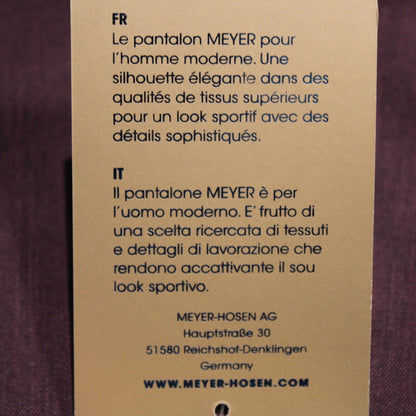 FR
Le pantalon MEYER pour
l'homme moderne. Une
silhouette élégante dans des
qualités de tissus supérieurs
pour un look sportif avec des
détails sophistiqués.
IT
Il pantalone MEYER è per
l'uomo moderno. E' frutto di
una scelta ricercata di tessuti
e dettagli di lavorazione che
rendono accattivante il sou
look sportivo.
MEYER-HOSEN AG
Hauptstraße 30
51580 Reichshof-Denklingen
Germany
WWW.MEYER-HOSEN.COM